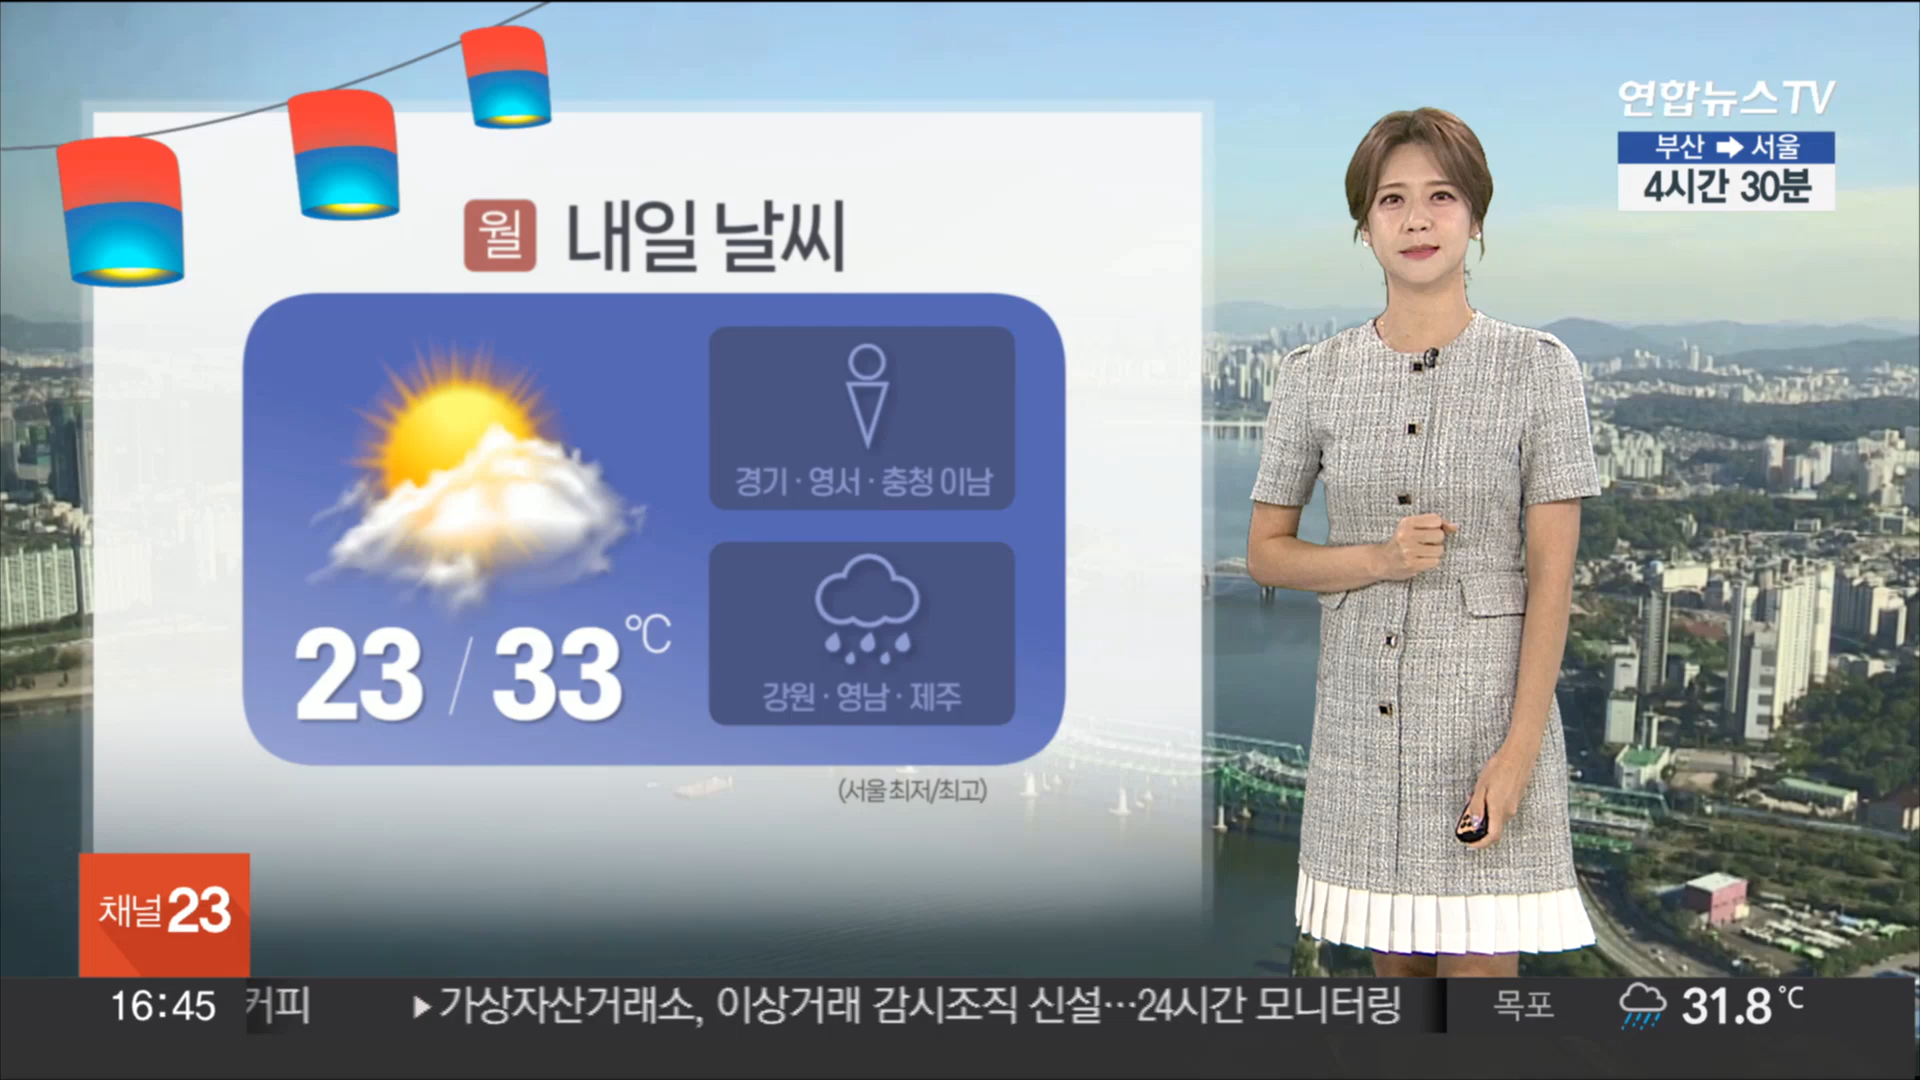 연합뉴스TV
부산 ➡ 서울
4시간 30분
월 내일 날씨
23 / 33 ℃
경기·영서·충청 이남
강원·영남·제주
(서울 최저/최고)
채널 23
16:45 커피 ▶가상자산거래소, 이상거래 감시조직 신설…24시간 모니터링
목포 31.8℃